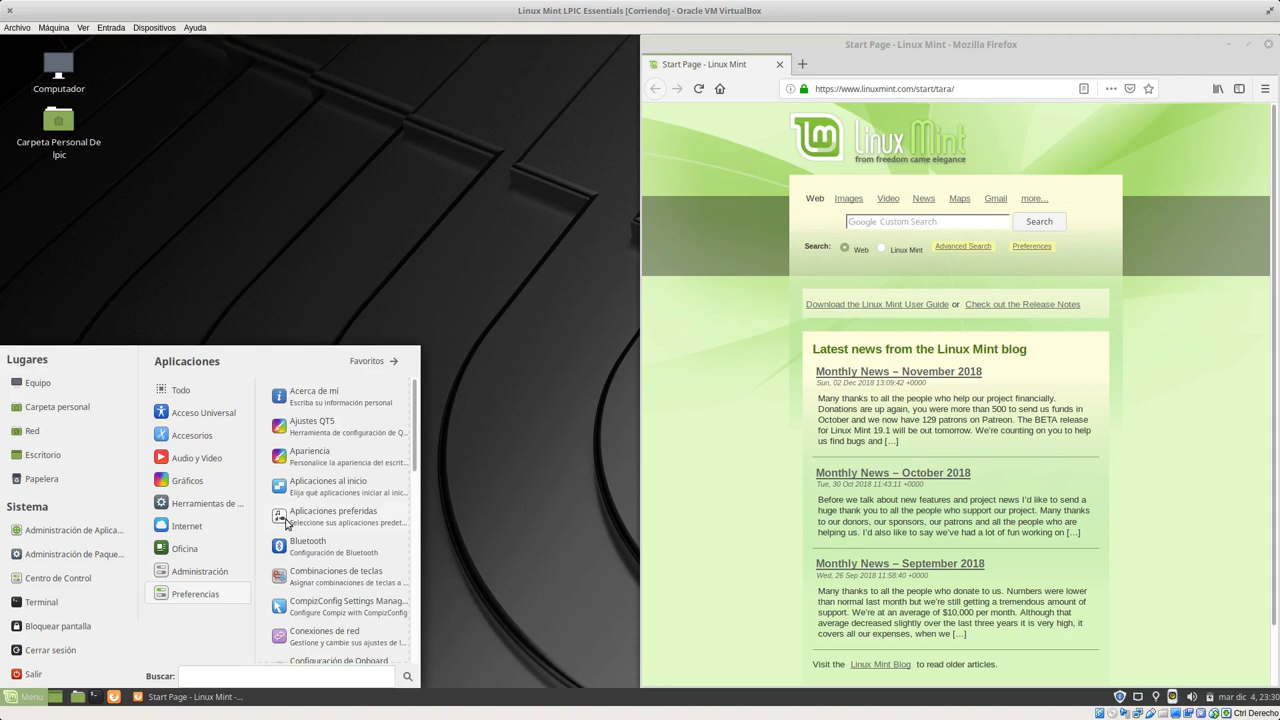 Linux Mint LPIC Essentials [Corriendo] - Oracle VM VirtualBox
Archivo Máquina Ver Entrada Dispositivos Ayuda
Computador
Carpeta Personal De
lpic
Start Page - Linux Mint - Mozilla Firefox
Start Page - Linux Mint
https://www.linuxmint.com/start/tara/
Linux Mint
from freedom came elegance
Web Images Video News Maps Gmail more...
Google Custom Search Search
Search: Web Linux Mint Advanced Search Preferences
Download the Linux Mint User Guide or Check out the Release Notes
Latest news from the Linux Mint blog
Monthly News – November 2018
Sun, 02 Dec 2018 13:09:42 +0000
Many thanks to all the people who help our project financially.
Donations are up again, you were more than 500 to send us funds in
October and we now have 129 patrons on Patreon. The BETA release
for Linux Mint 19.1 will be out tomorrow. We're counting on you to help
us find bugs and […]
Monthly News – October 2018
Tue, 30 Oct 2018 11:43:11 +0000
Before we talk about new features and project news I'd like to send a
huge thank you to all the people who support our project. Many thanks
to our donors, our sponsors, our patrons and all the people who are
helping us. I'd also like to say we've had a lot of fun working on […]
Monthly News – September 2018
Wed, 26 Sep 2018 11:58:40 +0000
Many thanks to all the people who donate to us. Numbers were lower
than normal last month but we're still getting a tremendous amount of
support. We're at an average of $10,000 per month. Although that
average decreased slightly over the last three years it is very high, it
covers all our expenses, when we […]
Visit the Linux Mint Blog to read older articles.
Lugares
Equipo
Carpeta personal
Red
Escritorio
Papelera
Sistema
Administración de Aplica...
Administración de Paque...
Centro de Control
Terminal
Bloquear pantalla
Cerrar sesión
Salir
Aplicaciones
Favoritos
Todo
Acceso Universal
Accesorios
Audio y Video
Gráficos
Herramientas de ...
Internet
Oficina
Administración
Preferencias
Acerca de mí
Escriba su información personal
Ajustes QT5
Herramienta de configuración de Q...
Apariencia
Personalice la apariencia del escrit...
Aplicaciones al inicio
Elija qué aplicaciones iniciar al inic...
Aplicaciones preferidas
Seleccione sus aplicaciones predet...
Bluetooth
Configuración de Bluetooth
Combinaciones de teclas
Asignar combinaciones de teclas a ...
CompizConfig Settings Manag...
Configure Compiz with CompizConfig
Conexiones de red
Gestione y cambie sus ajustes de l...
Configuración de Onboard
Buscar:
Menu
Start Page - Linux Mint -...
mar dic 4, 23:30
Ctrl Derecho